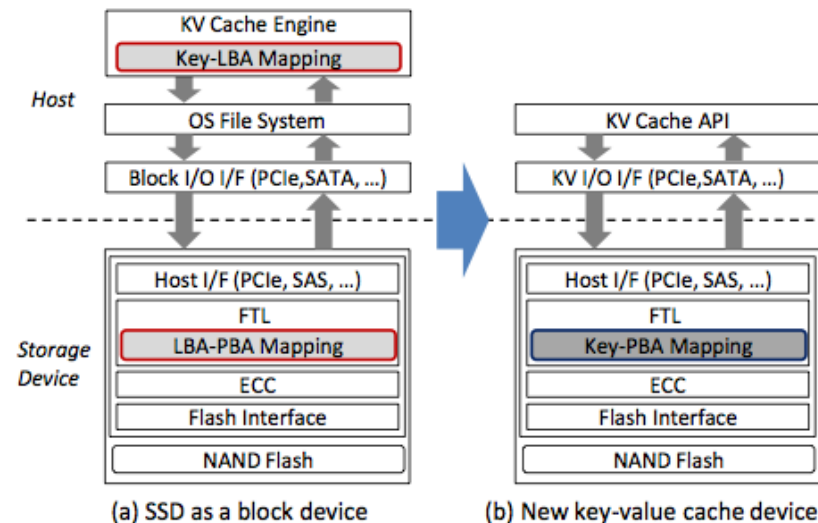 KV Cache Engine
Key-LBA Mapping
Host
OS File System
Block I/O I/F (PCIe,SATA, ...)
Host I/F (PCIe, SAS, ...)
FTL
LBA-PBA Mapping
Storage
Device
ECC
Flash Interface
NAND Flash
(a) SSD as a block device
KV Cache API
KV I/O I/F (PCIe,SATA, ...)
Host I/F (PCIe, SAS, ...)
FTL
Key-PBA Mapping
ECC
Flash Interface
NAND Flash
(b) New key-value cache device